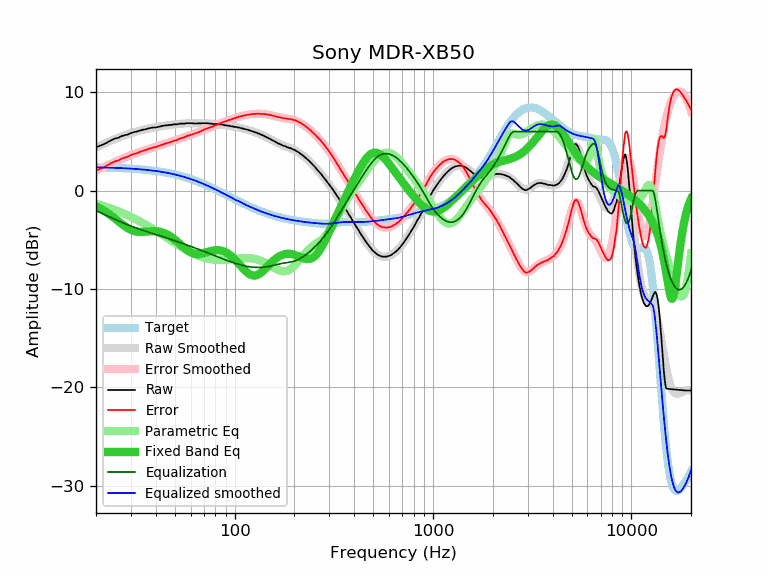 Sony MDR-XB50
Amplitude (dBr)
10
0
−10
−20
−30
Target
Raw Smoothed
Error Smoothed
Raw
Error
Parametric Eq
Fixed Band Eq
Equalization
Equalized smoothed
100
1000
10000
Frequency (Hz)